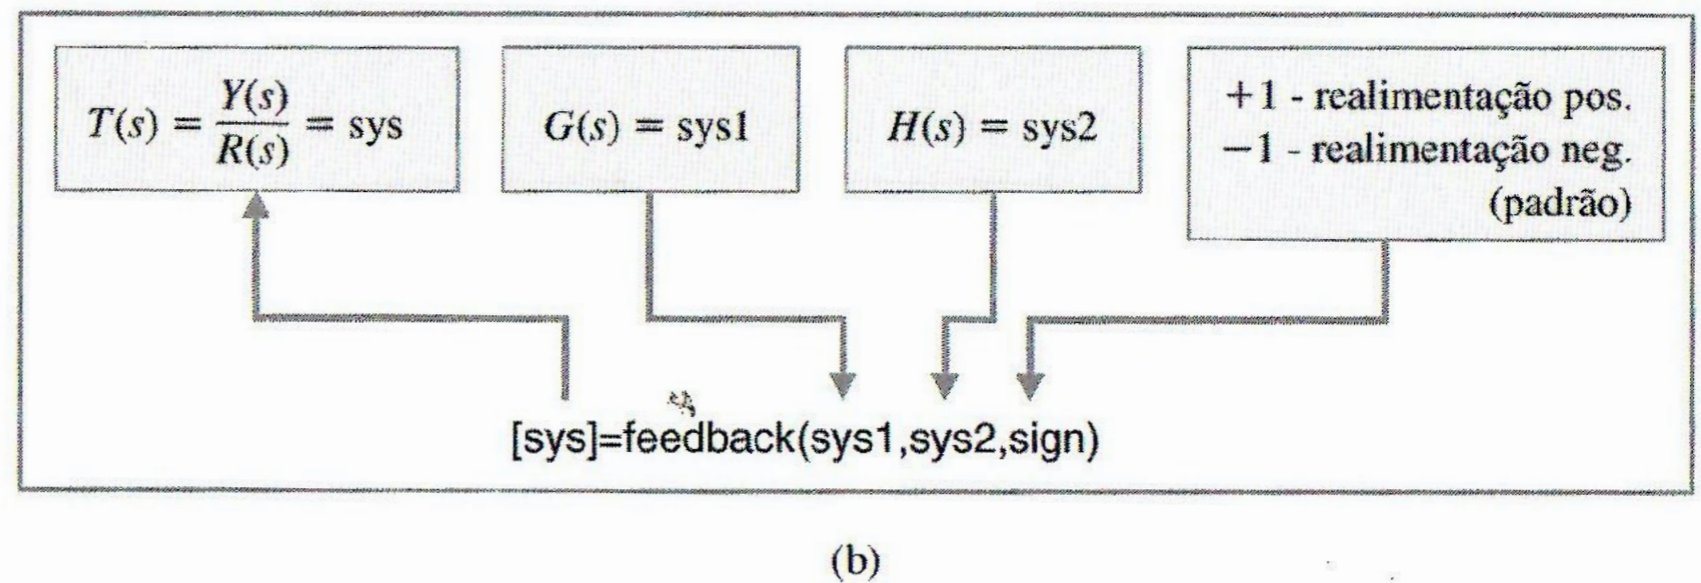 T(s) = Y(s)/R(s) = sys
G(s) = sys1
H(s) = sys2
+1 - realimentação pos.
−1 - realimentação neg.
(padrão)
[sys]=feedback(sys1,sys2,sign)
(b)